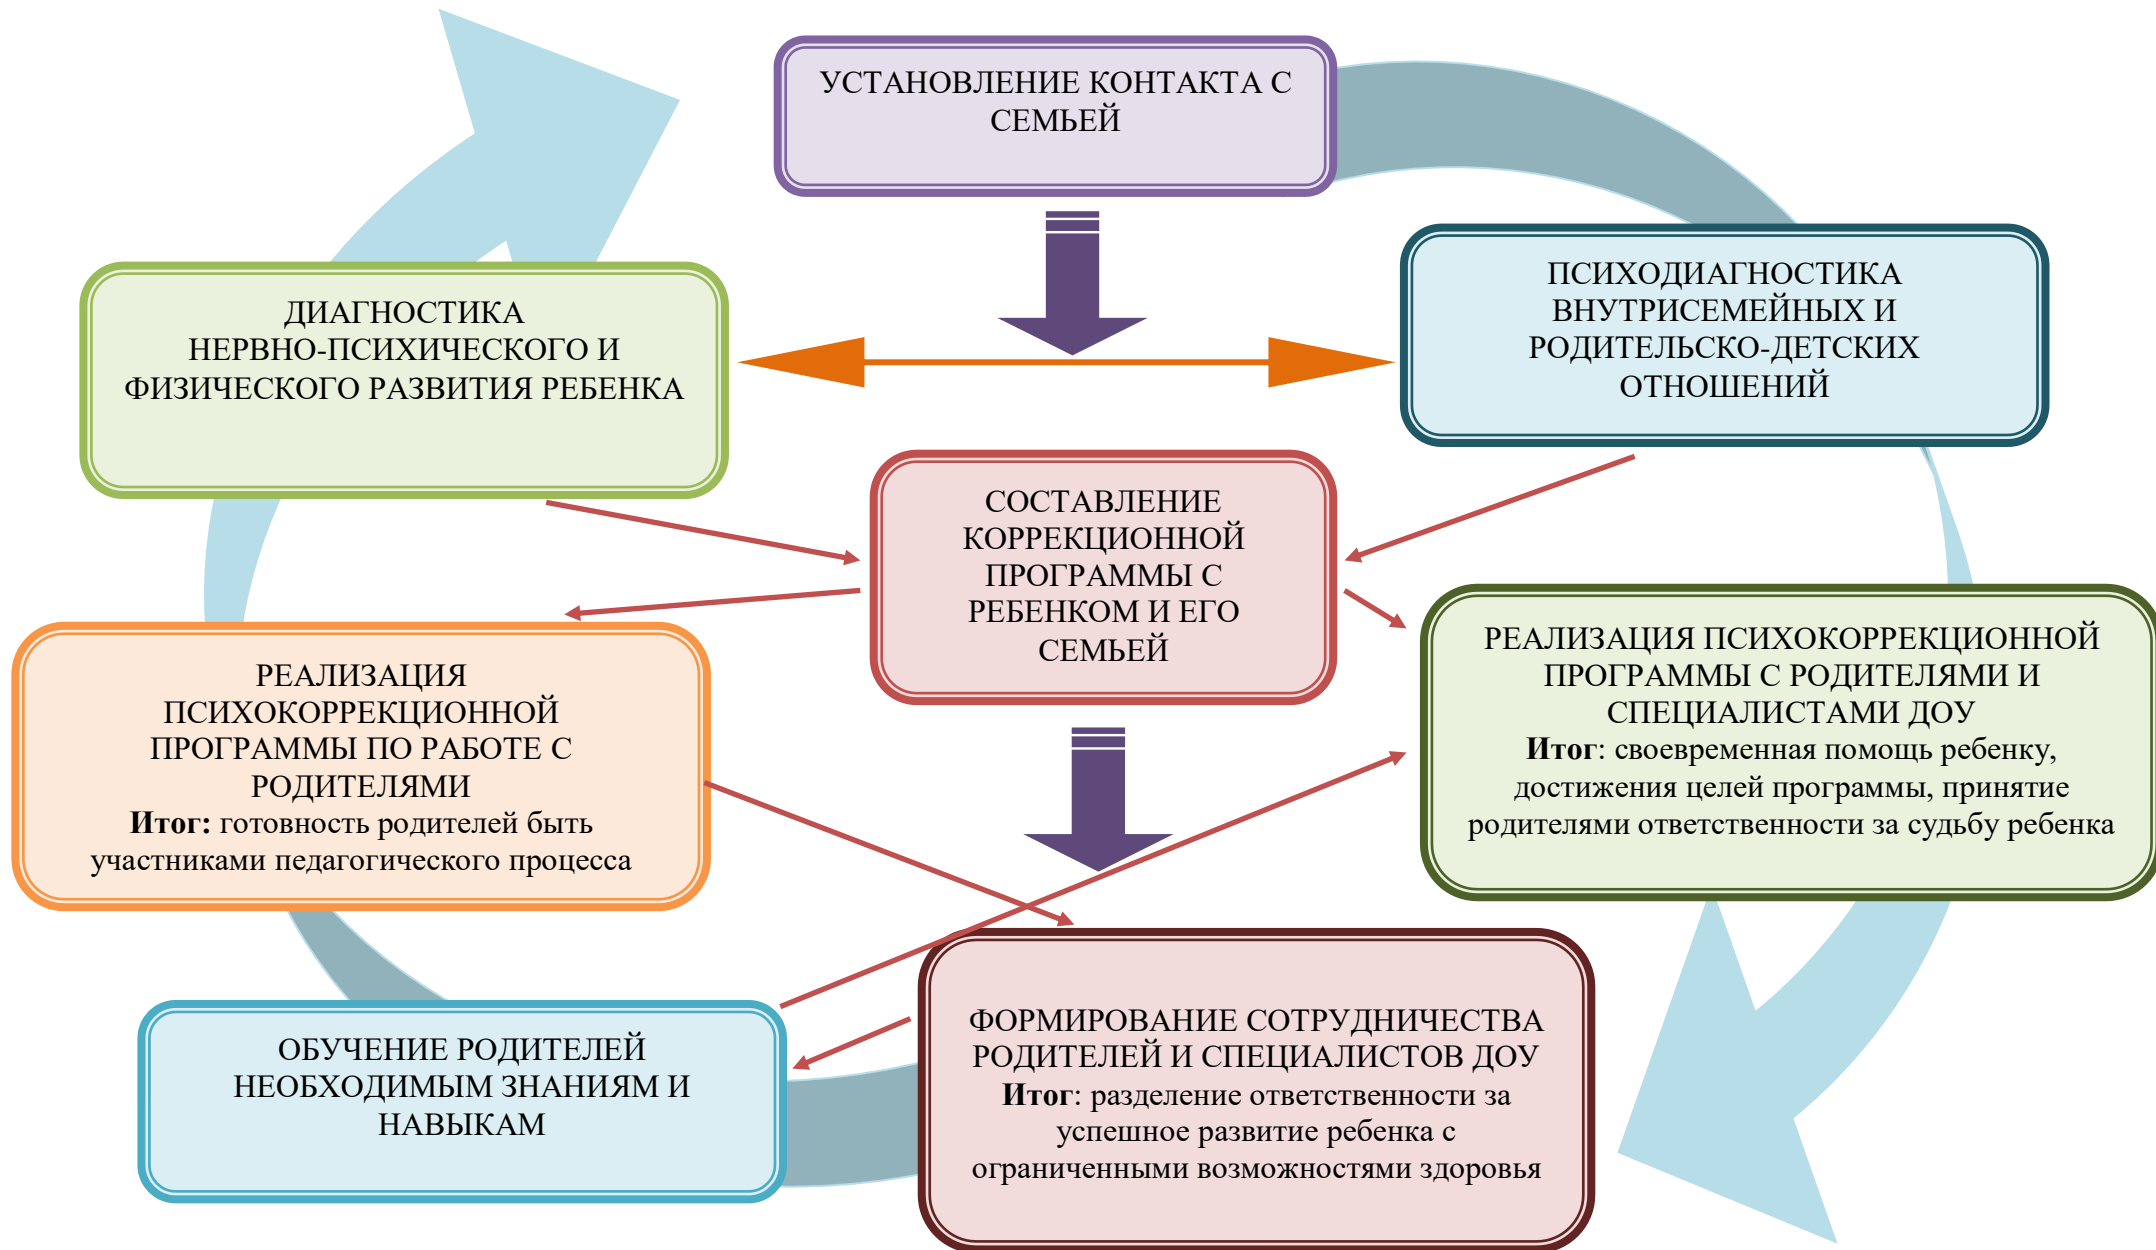 УСТАНОВЛЕНИЕ КОНТАКТА С
СЕМЬЕЙ
ДИАГНОСТИКА
НЕРВНО-ПСИХИЧЕСКОГО И
ФИЗИЧЕСКОГО РАЗВИТИЯ РЕБЕНКА
ПСИХОДИАГНОСТИКА
ВНУТРИСЕМЕЙНЫХ И
РОДИТЕЛЬСКО-ДЕТСКИХ
ОТНОШЕНИЙ
СОСТАВЛЕНИЕ
КОРРЕКЦИОННОЙ
ПРОГРАММЫ С
РЕБЕНКОМ И ЕГО
СЕМЬЕЙ
РЕАЛИЗАЦИЯ
ПСИХОКОРРЕКЦИОННОЙ
ПРОГРАММЫ ПО РАБОТЕ С
РОДИТЕЛЯМИ
Итог: готовность родителей быть
участниками педагогического процесса
РЕАЛИЗАЦИЯ ПСИХОКОРРЕКЦИОННОЙ
ПРОГРАММЫ С РОДИТЕЛЯМИ И
СПЕЦИАЛИСТАМИ ДОУ
Итог: своевременная помощь ребенку,
достижения целей программы, принятие
родителями ответственности за судьбу ребенка
ОБУЧЕНИЕ РОДИТЕЛЕЙ
НЕОБХОДИМЫМ ЗНАНИЯМ И
НАВЫКАМ
ФОРМИРОВАНИЕ СОТРУДНИЧЕСТВА
РОДИТЕЛЕЙ И СПЕЦИАЛИСТОВ ДОУ
Итог: разделение ответственности за
успешное развитие ребенка с
ограниченными возможностями здоровья